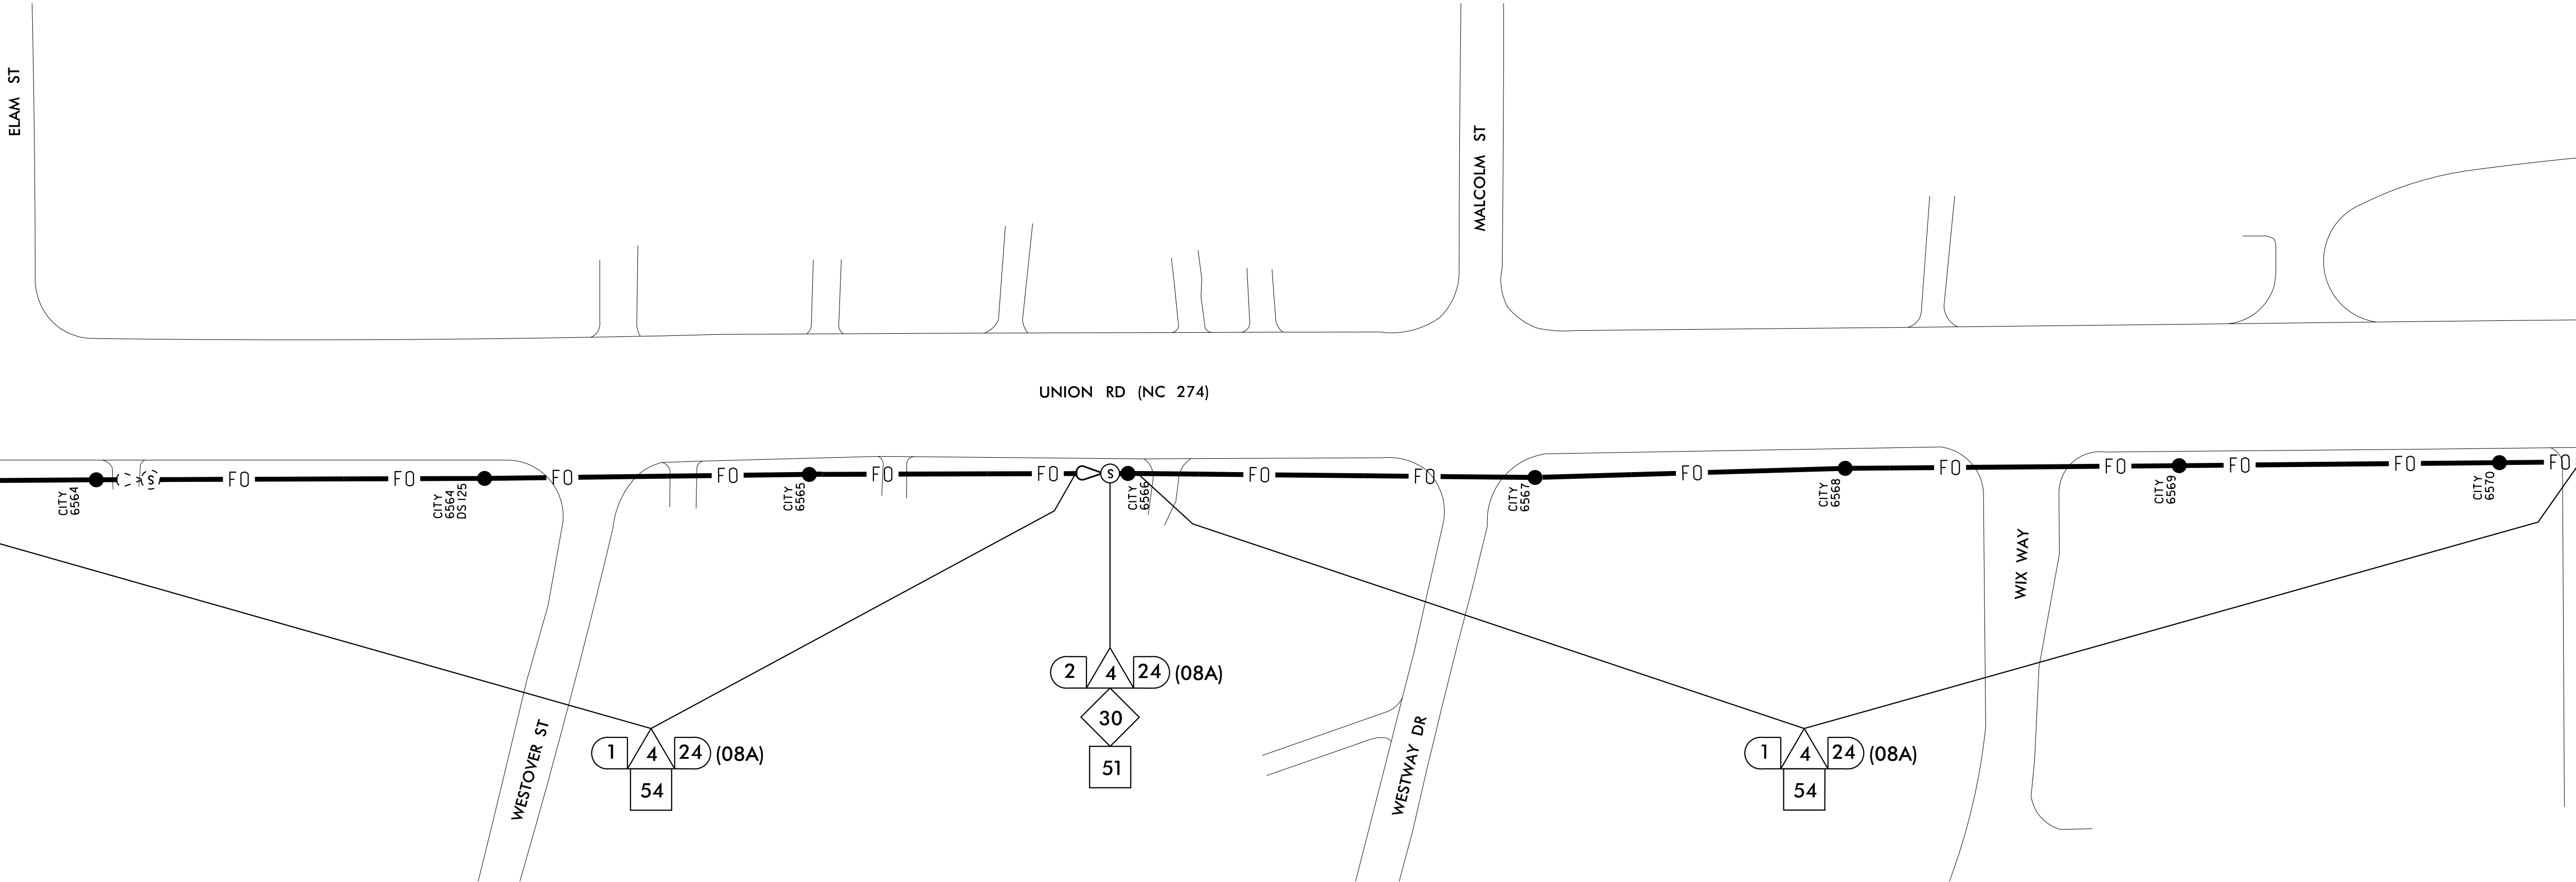 ELAM ST
MALCOLM ST
UNION RD (NC 274)
FO FO FO FO FO FO FO FO FO FO FO FO FO FO
S
S
CITY
6564
CITY
6564
DS 125
CITY
6565
CITY
6566
CITY
6567
CITY
6568
CITY
6569
CITY
6570
WESTOVER ST
WESTWAY DR
WIX WAY
1 4 24 (08A)
54
2 4 24 (08A)
30
51
1 4 24 (08A)
54